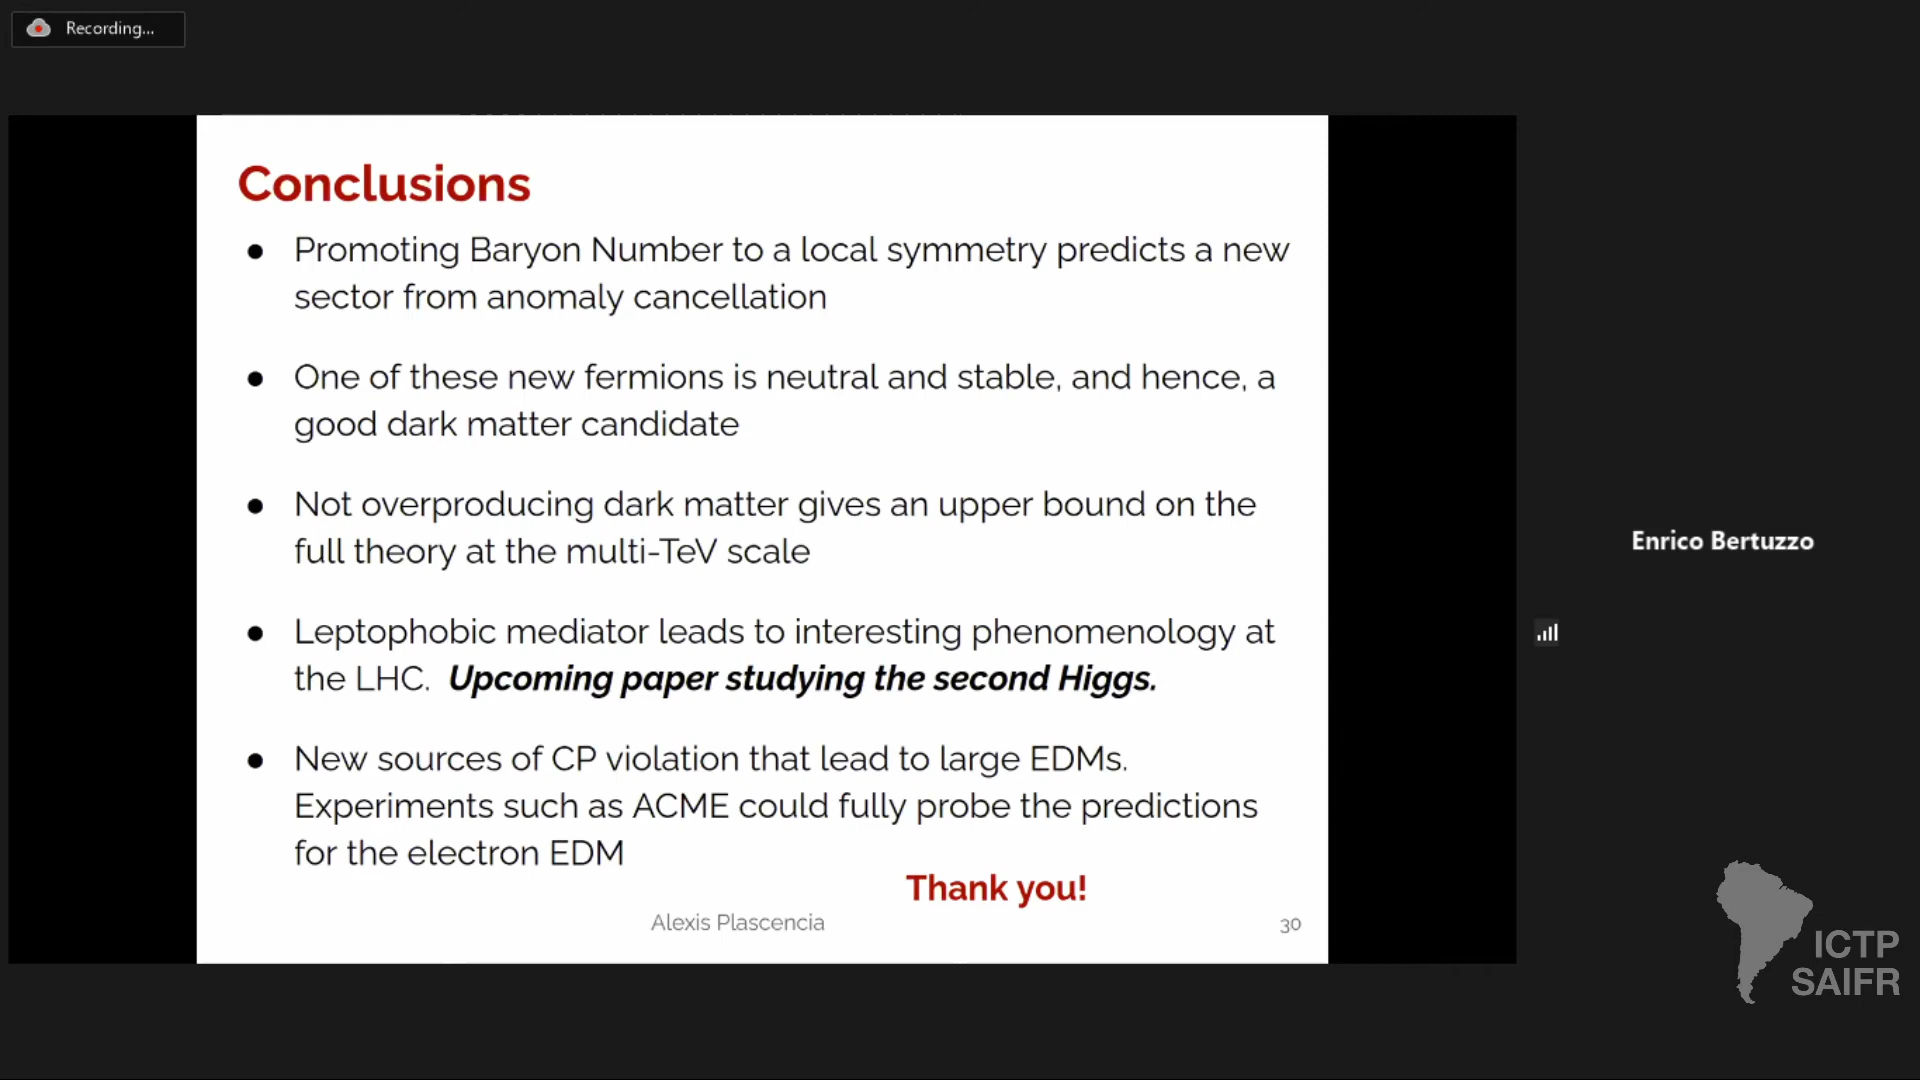 Recording...
Conclusions
● Promoting Baryon Number to a local symmetry predicts a new
sector from anomaly cancellation
● One of these new fermions is neutral and stable, and hence, a
good dark matter candidate
● Not overproducing dark matter gives an upper bound on the
full theory at the multi-TeV scale
● Leptophobic mediator leads to interesting phenomenology at
the LHC. Upcoming paper studying the second Higgs.
● New sources of CP violation that lead to large EDMs.
Experiments such as ACME could fully probe the predictions
for the electron EDM
Thank you!
Alexis Plascencia
30
Enrico Bertuzzo
ICTP
SAIFR